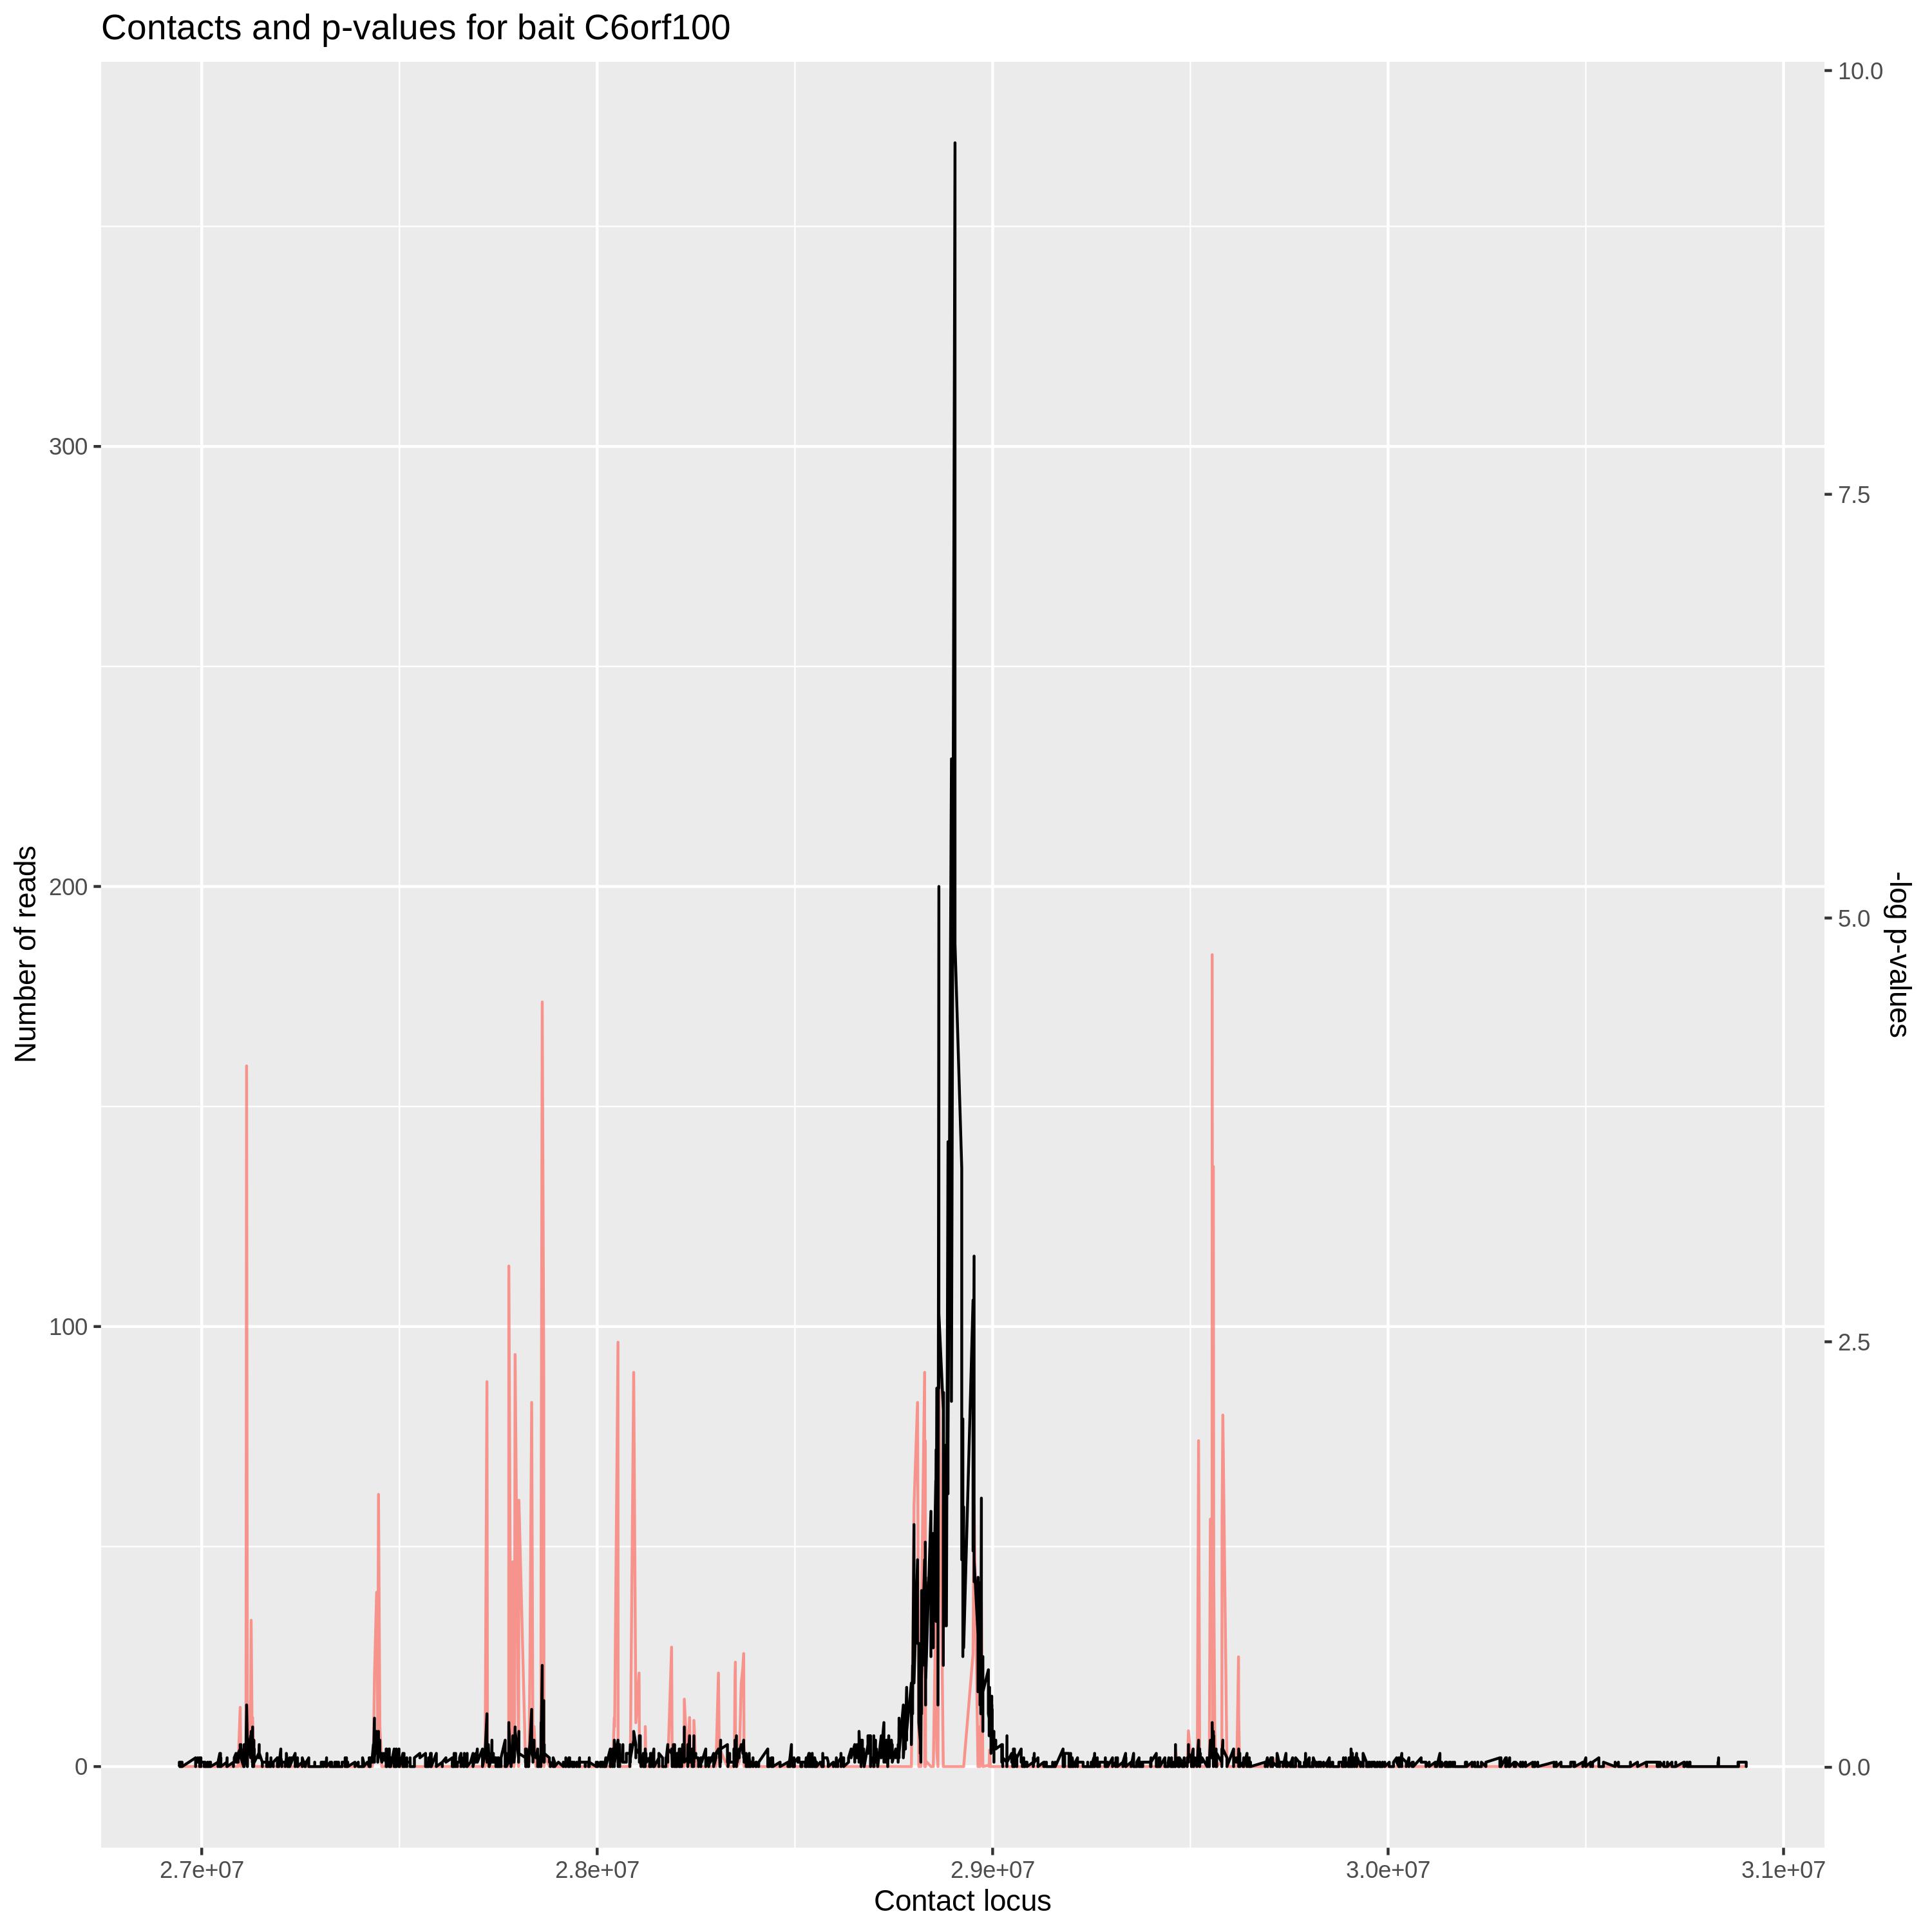 Contacts and p-values for bait C6orf100
10.0
300
7.5
200
5.0
100
2.5
0
0.0
Number of reads
-log p-values
2.7e+07
2.8e+07
2.9e+07
3.0e+07
3.1e+07
Contact locus